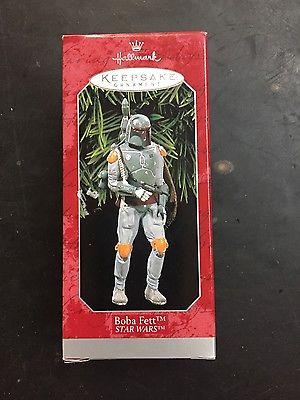 Hallmark
KEEPSAKE
ORNAMENT
Boba Fett™
STAR WARS™